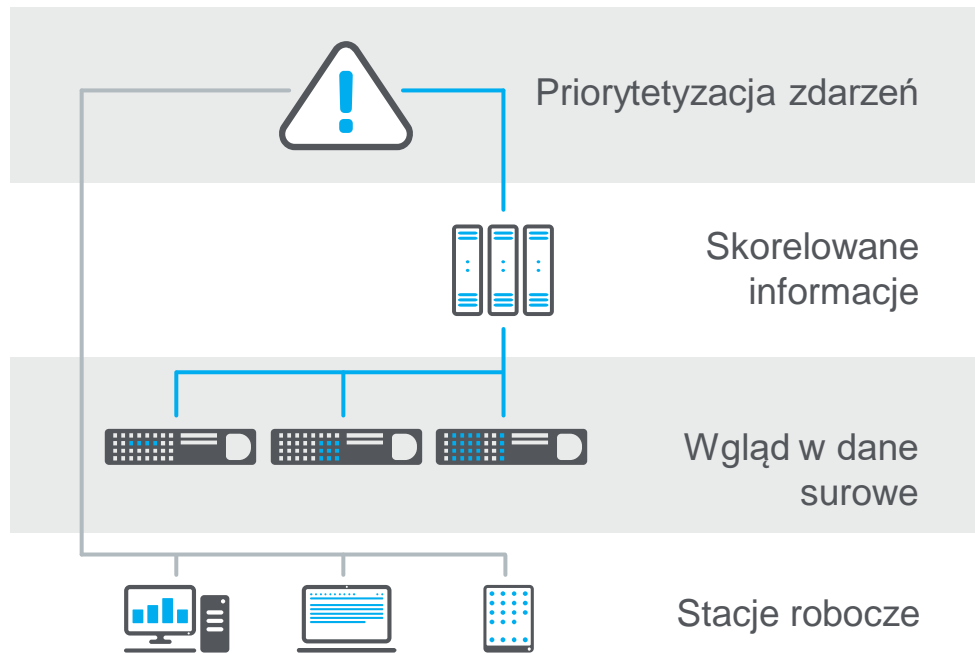 Priorytetyzacja zdarzeń
Skorelowane
informacje
Wgląd w dane
surowe
Stacje robocze